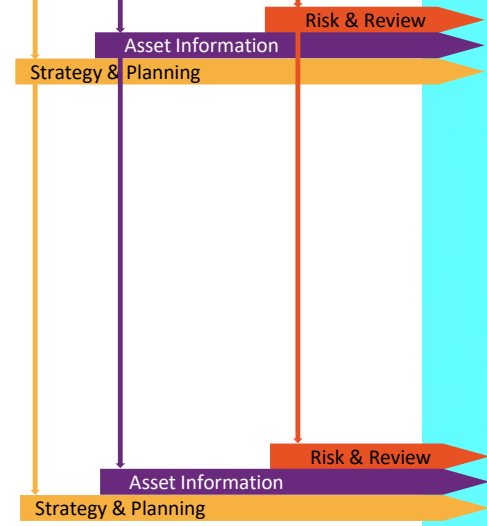 Risk & Review
Asset Information
Strategy & Planning
Risk & Review
Asset Information
Strategy & Planning